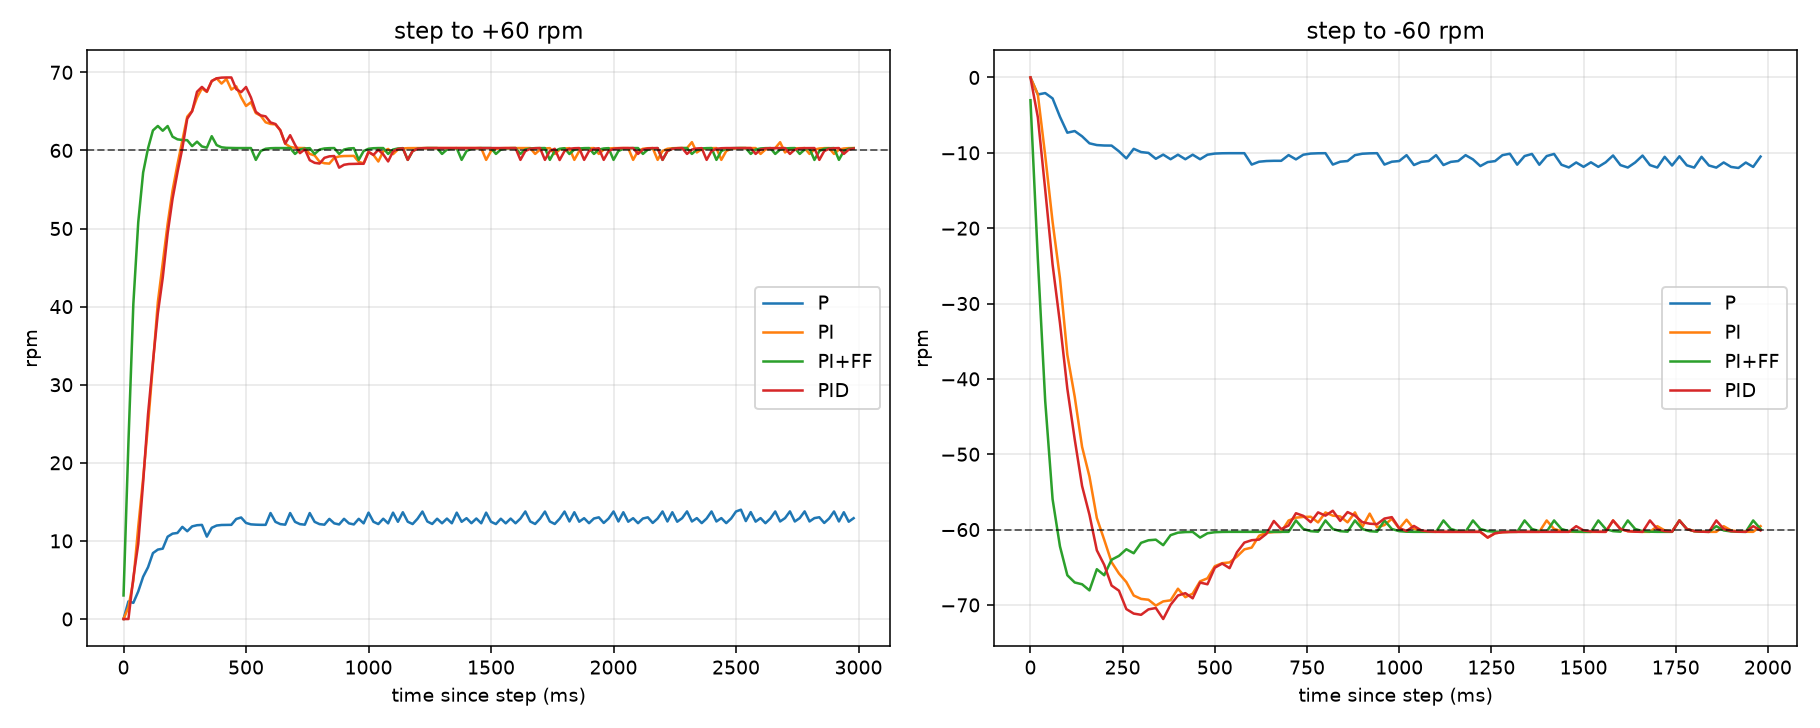 step to +60 rpm
70
60
50
40
30
20
10
0
rpm
0
500
1000
1500
2000
2500
3000
time since step (ms)
P
PI
PI+FF
PID
step to -60 rpm
0
−10
−20
−30
−40
−50
−60
−70
rpm
0
250
500
750
1000
1250
1500
1750
2000
time since step (ms)
P
PI
PI+FF
PID